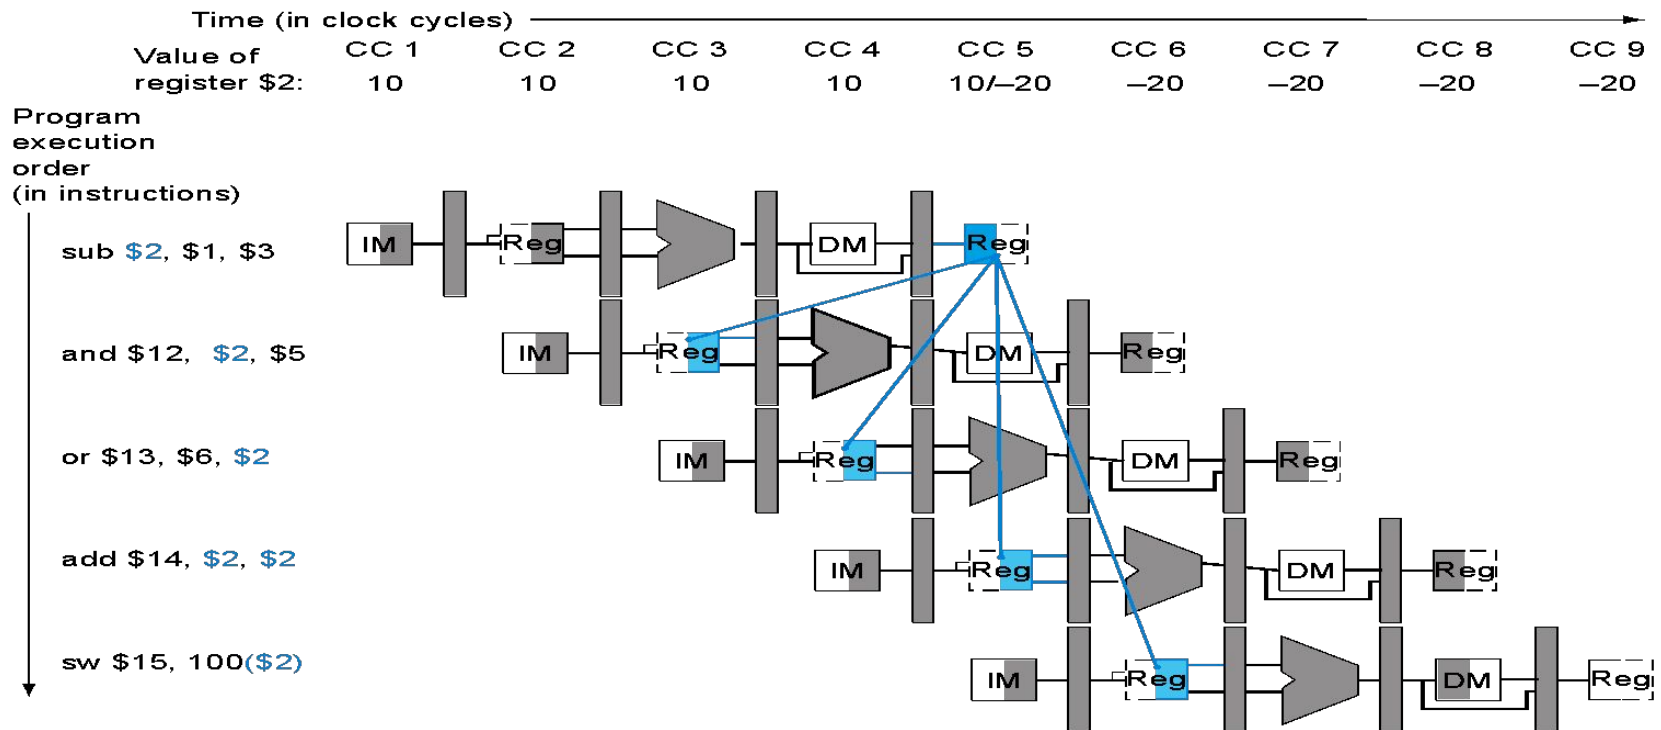 Time (in clock cycles)
Value of register $2:
CC 1 CC 2 CC 3 CC 4 CC 5 CC 6 CC 7 CC 8 CC 9
10 10 10 10 10/–20 –20 –20 –20 –20
Program
execution
order
(in instructions)
sub $2, $1, $3
IM Reg DM Reg
and $12, $2, $5
IM Reg DM Reg
or $13, $6, $2
IM Reg DM Reg
add $14, $2, $2
IM Reg DM Reg
sw $15, 100($2)
IM Reg DM Reg